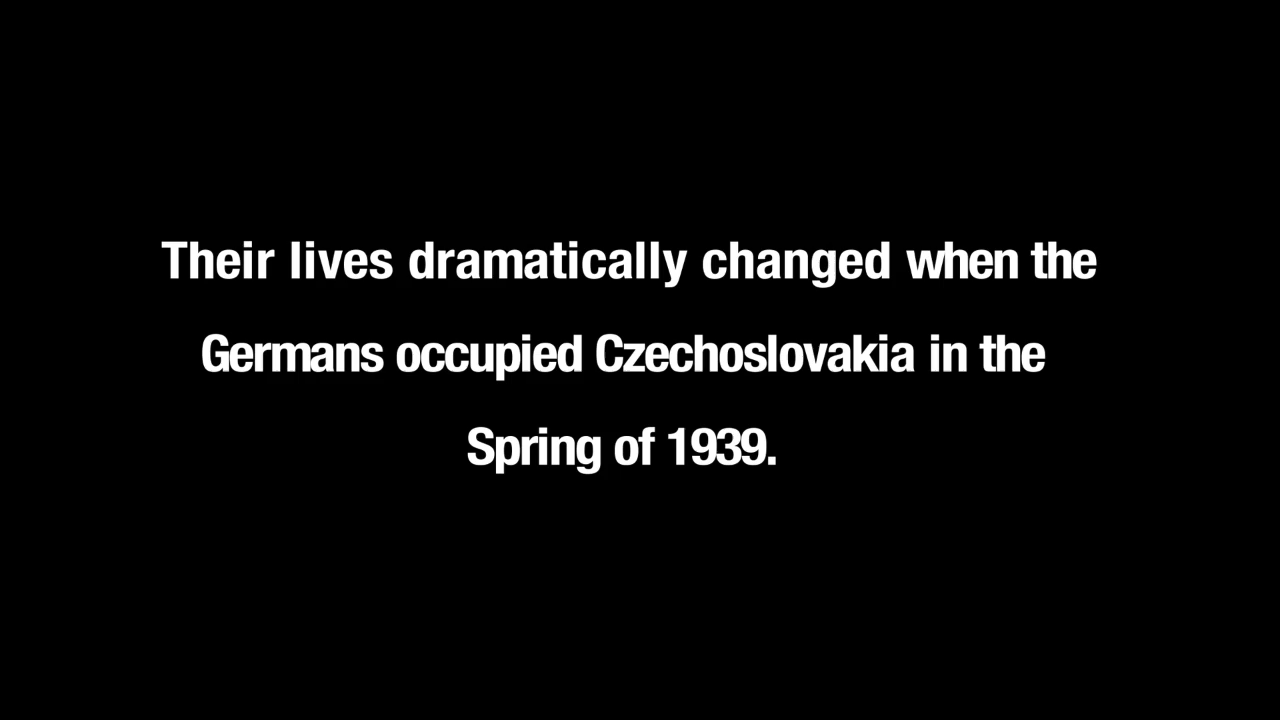 Their lives dramatically changed when the
Germans occupied Czechoslovakia in the
Spring of 1939.